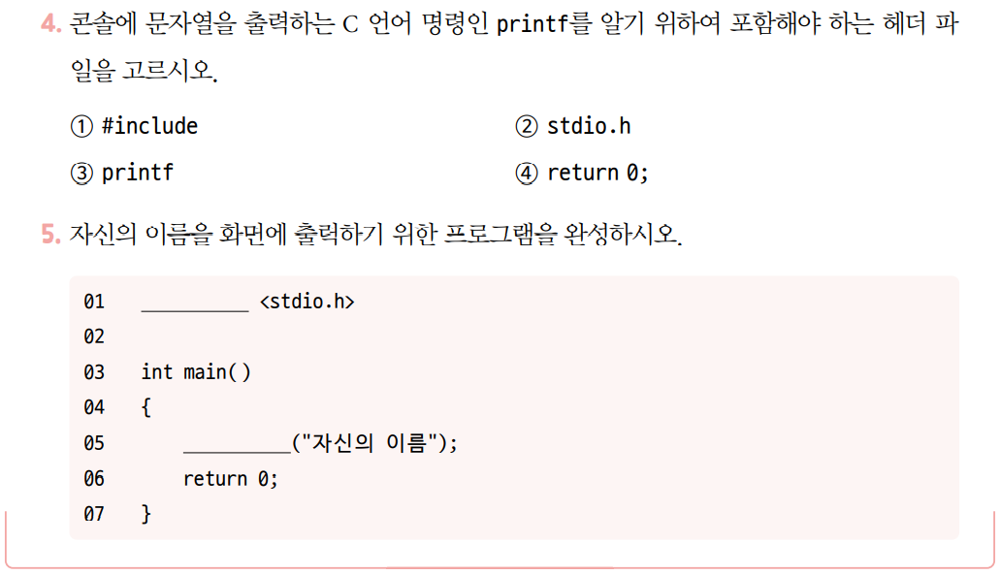 4. 콘솔에 문자열을 출력하는 C 언어 명령인 printf를 알기 위하여 포함해야 하는 헤더 파
일을 고르시오.
① #include ② stdio.h
③ printf ④ return 0;
5. 자신의 이름을 화면에 출력하기 위한 프로그램을 완성하시오.
01 __________ <stdio.h>
02
03 int main()
04 {
05 __________("자신의 이름");
06 return 0;
07 }